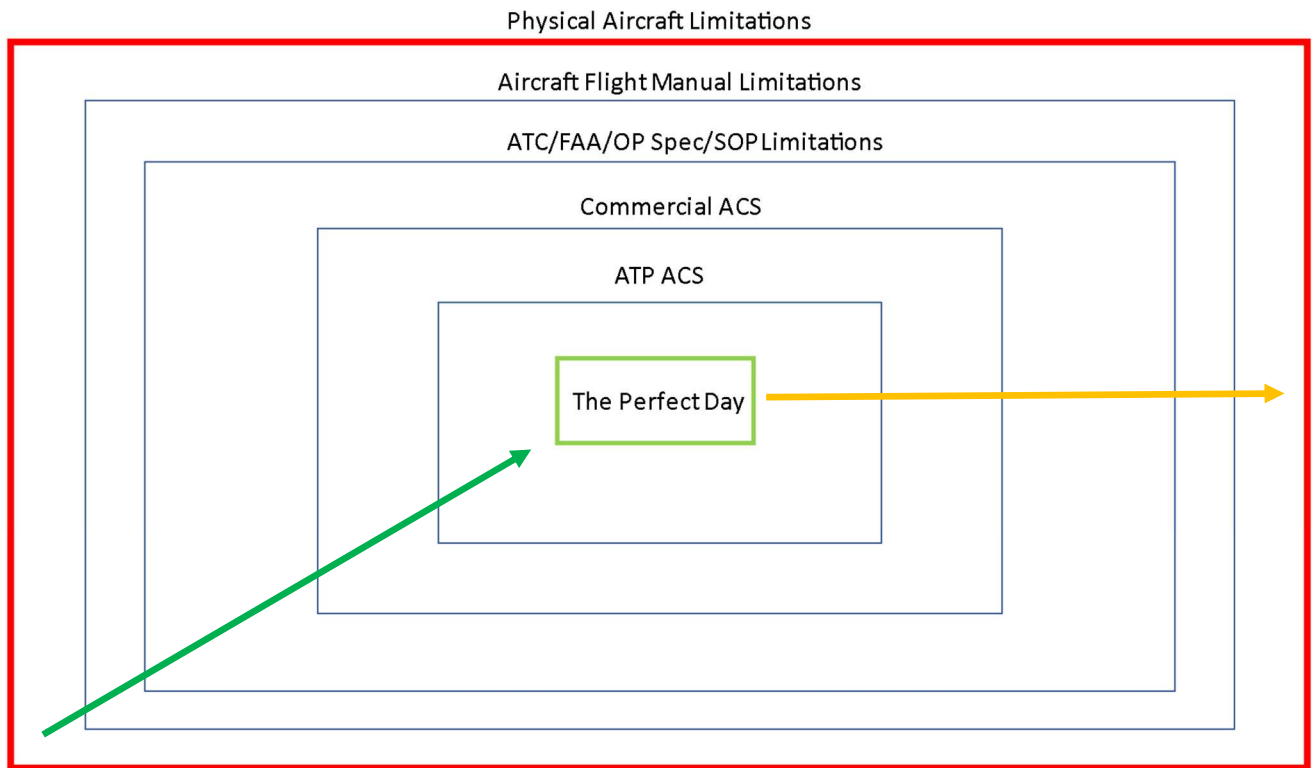 Physical Aircraft Limitations
Aircraft Flight Manual Limitations
ATC/FAA/OP Spec/SOP Limitations
Commercial ACS
ATP ACS
The Perfect Day